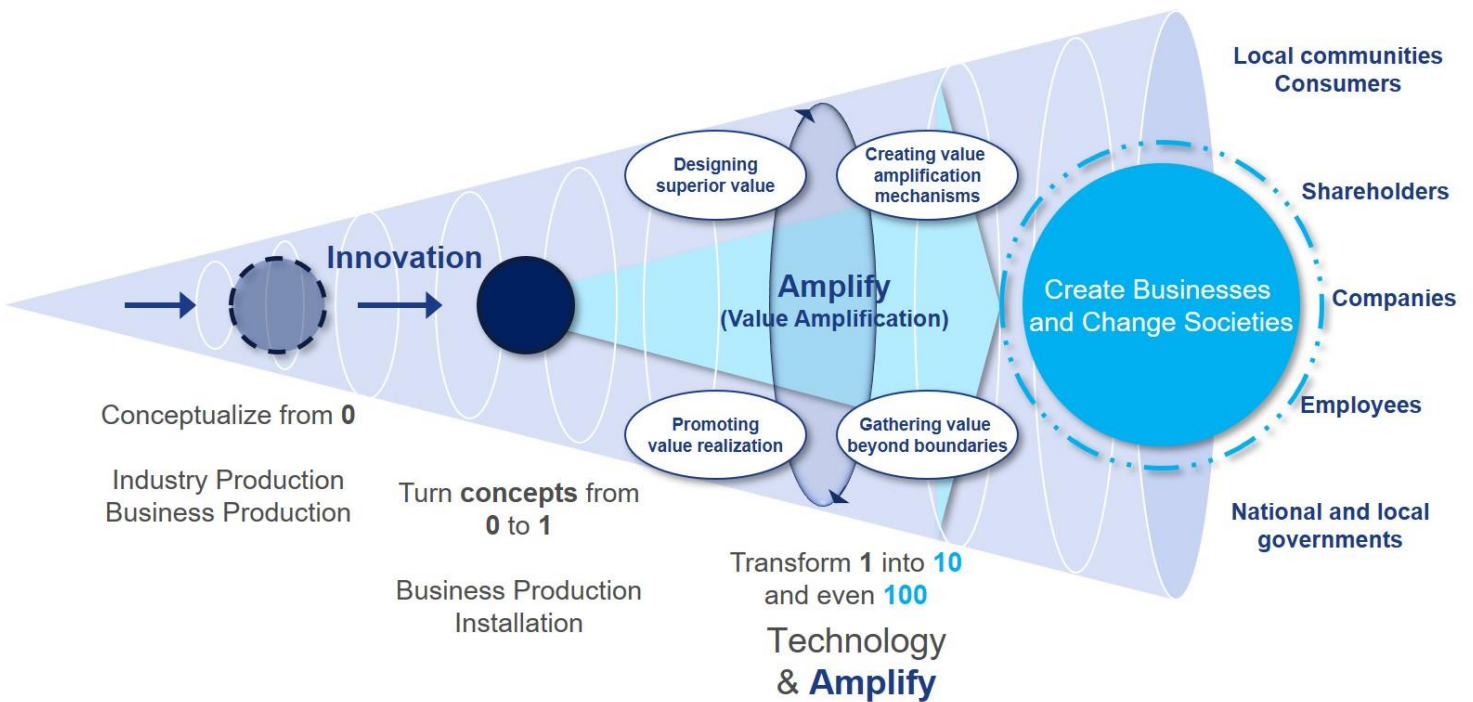 Innovation
Conceptualize from 0
Industry Production
Business Production
Turn concepts from
0 to 1
Business Production
Installation
Designing
superior value
Creating value
amplification
mechanisms
Amplify
(Value Amplification)
Promoting
value realization
Gathering value
beyond boundaries
Transform 1 into 10
and even 100
Technology
& Amplify
Create Businesses
and Change Societies
Local communities
Consumers
Shareholders
Companies
Employees
National and local
governments